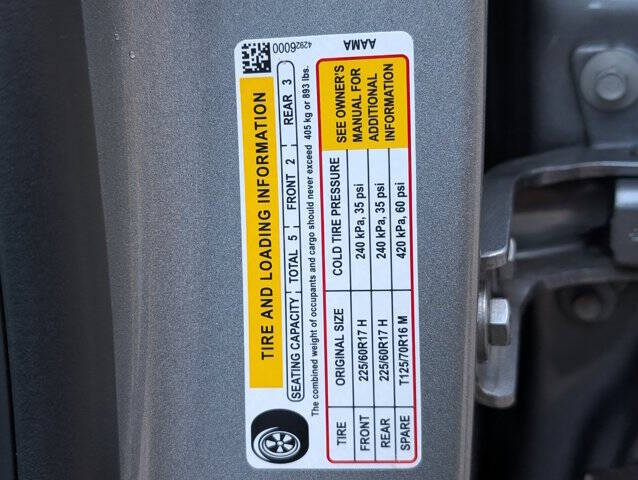 42926000
AAMA
TIRE AND LOADING INFORMATION
SEATING CAPACITY TOTAL 5 FRONT 2 REAR 3
The combined weight of occupants and cargo should never exceed 405 kg or 893 lbs.
TIRE ORIGINAL SIZE COLD TIRE PRESSURE
FRONT 225/60R17 H 240 kPa, 35 psi
REAR 225/60R17 H 240 kPa, 35 psi
SPARE T125/70R16 M 420 kPa, 60 psi
SEE OWNER'S
MANUAL FOR
ADDITIONAL
INFORMATION